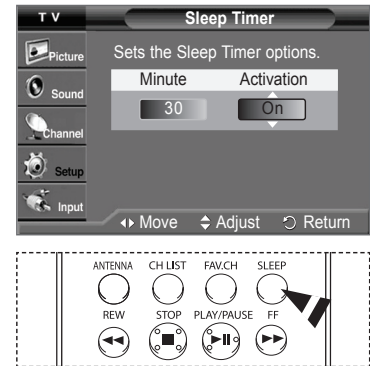 T V
Sleep Timer
Picture
Sound
Channel
Setup
Input
Sets the Sleep Timer options.
Minute Activation
30 On
Move Adjust Return
ANTENNA CH LIST FAV.CH SLEEP
REW STOP PLAY/PAUSE FF